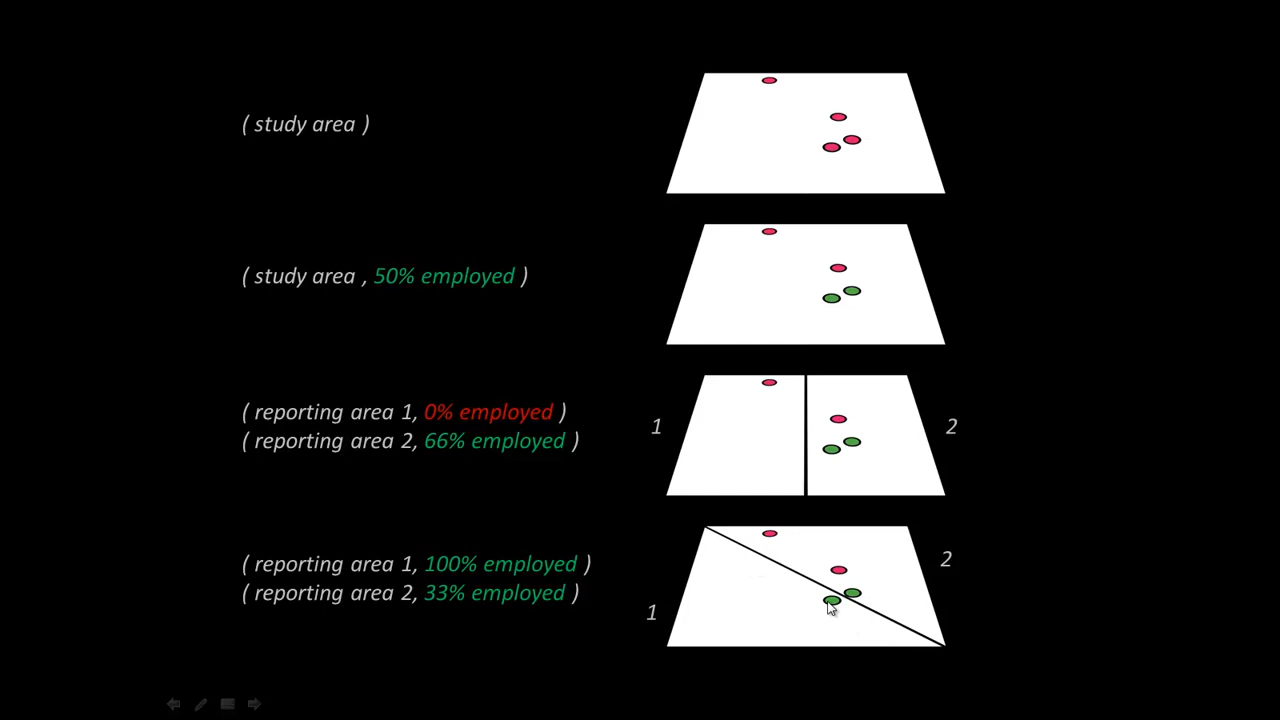 ( study area )
( study area , 50% employed )
( reporting area 1, 0% employed )
( reporting area 2, 66% employed )
1
2
( reporting area 1, 100% employed )
( reporting area 2, 33% employed )
1
2